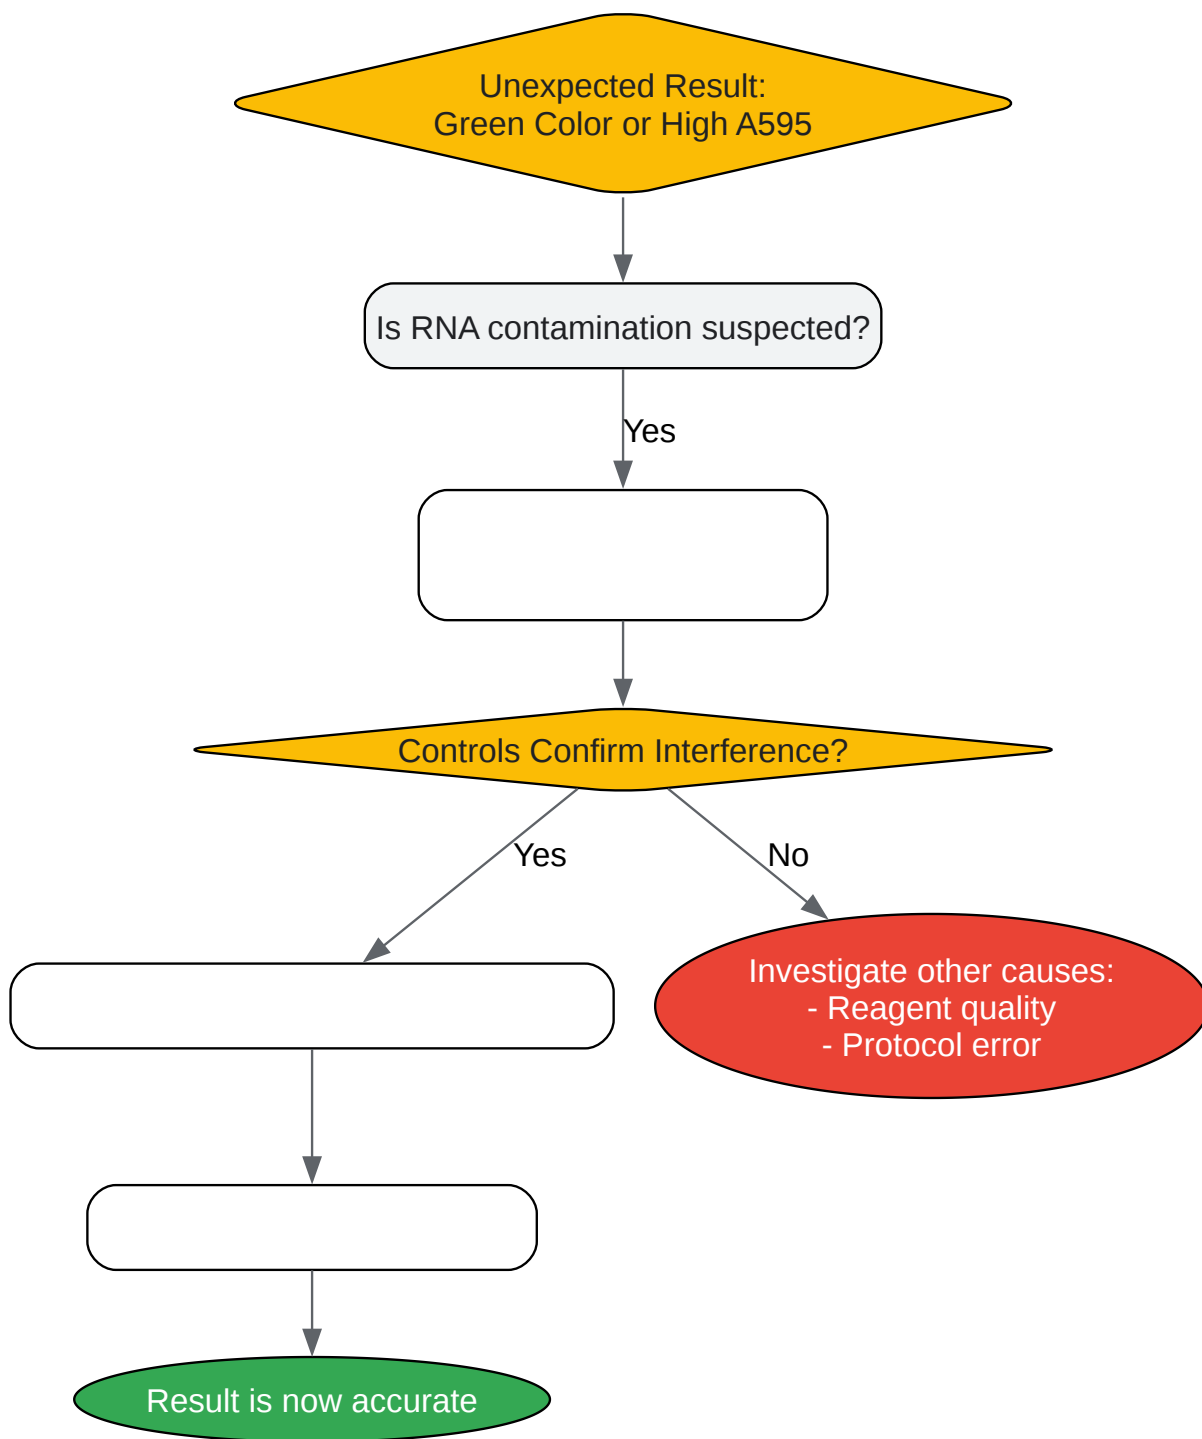 Unexpected Result:
Green Color or High A595
Is RNA contamination suspected?
Yes
Controls Confirm Interference?
Yes
No
Investigate other causes:
- Reagent quality
- Protocol error
Result is now accurate